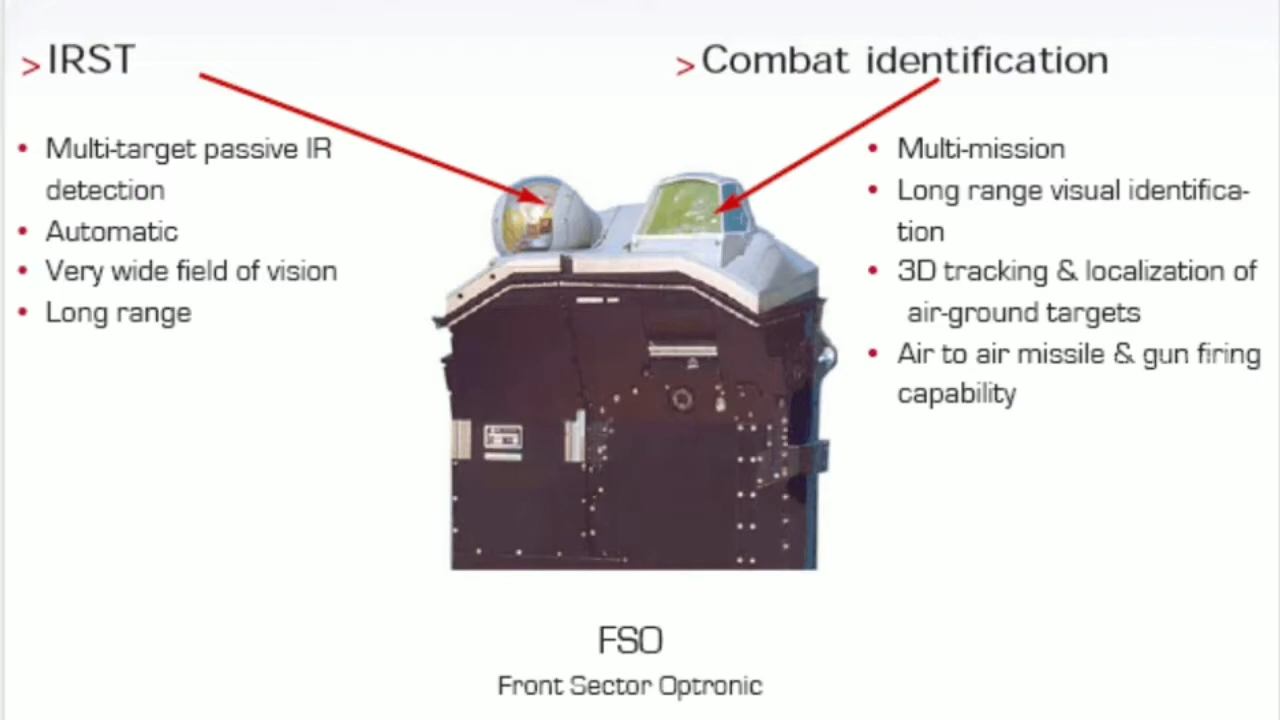 > IRST
• Multi-target passive IR
detection
• Automatic
• Very wide field of vision
• Long range
> Combat identification
• Multi-mission
• Long range visual identifica-
tion
• 3D tracking & localization of
air-ground targets
• Air to air missile & gun firing
capability
FSO
Front Sector Optronic